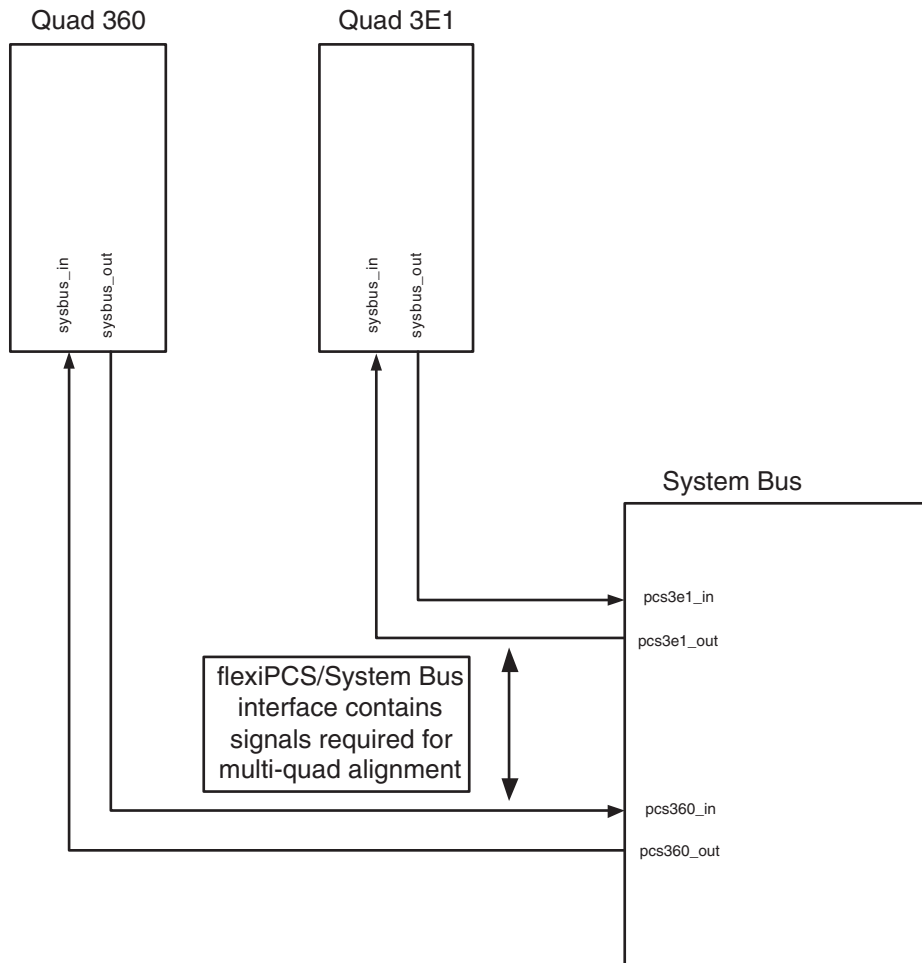 Quad 360
Quad 3E1
sysbus_in
sysbus_out
sysbus_in
sysbus_out
System Bus
pcs3e1_in
pcs3e1_out
flexiPCS/System Bus
interface contains
signals required for
multi-quad alignment
pcs360_in
pcs360_out